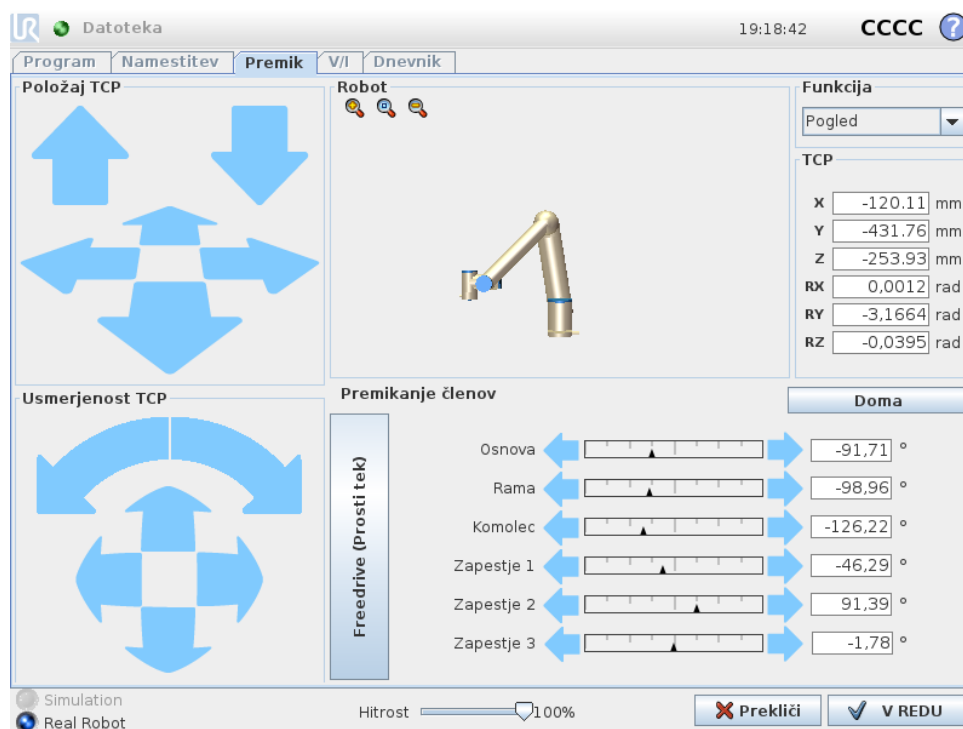 UR Datoteka 19:18:42 CCCC ?
Program Namestitev Premik V/I Dnevnik
Položaj TCP
Robot
Funkcija
Pogled
TCP
X -120.11 mm
Y -431.76 mm
Z -253.93 mm
RX 0,0012 rad
RY -3,1664 rad
RZ -0,0395 rad
Usmerjenost TCP
Premikanje členov
Doma
Freedrive (Prosti tek)
Osnova -91,71 °
Rama -98,96 °
Komolec -126,22 °
Zapestje 1 -46,29 °
Zapestje 2 91,39 °
Zapestje 3 -1,78 °
Simulation
Real Robot
Hitrost 100%
Prekliči
V REDU